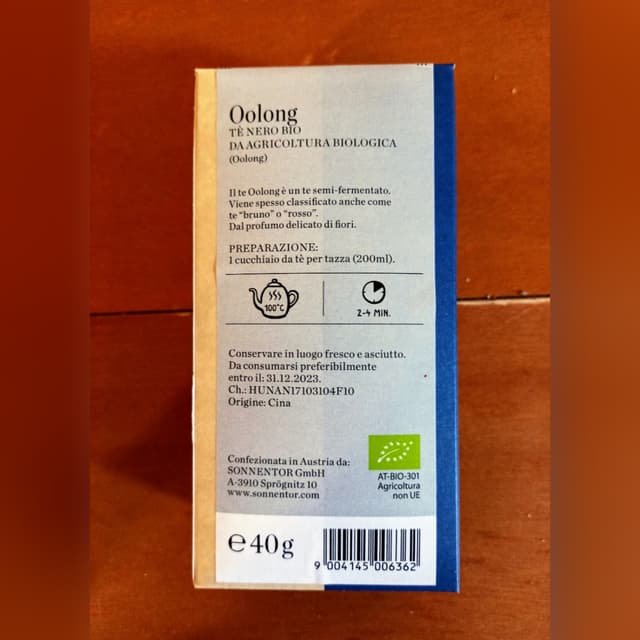 Oolong
TÈ NERO BIO
DA AGRICOLTURA BIOLOGICA
(Oolong)
Il te Oolong è un te semi-fermentato.
Viene spesso classificato anche come
te “bruno” o “rosso”.
Dal profumo delicato di fiori.
PREPARAZIONE:
1 cucchiaio da tè per tazza (200ml).
100°C
2-4 MIN.
Conservare in luogo fresco e asciutto.
Da consumarsi preferibilmente
entro il: 31.12.2023.
Ch.: HUNAN17103104F10
Origine: Cina
Confezionata in Austria da:
SONNENTOR GmbH
A-3910 Sprögnitz 10
www.sonnentor.com
AT-BIO-301
Agricoltura
non UE
e 40 g
9 004145 006362